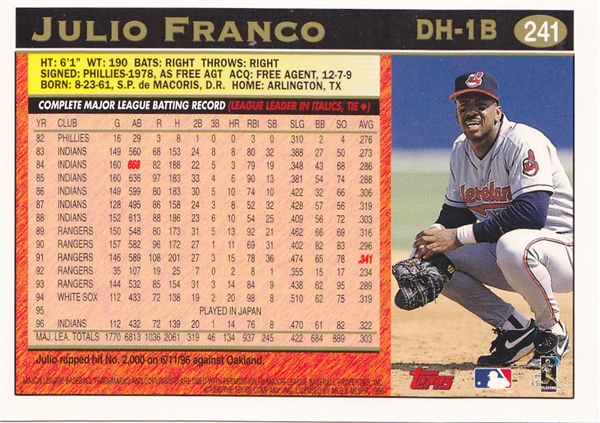 JULIO FRANCO
DH-1B
241
HT: 6'1" WT: 190 BATS: RIGHT THROWS: RIGHT
SIGNED: PHILLIES-1978, AS FREE AGT ACQ: FREE AGENT, 12-7-9
BORN: 8-23-61, S.P. de MACORIS, D.R. HOME: ARLINGTON, TX
COMPLETE MAJOR LEAGUE BATTING RECORD (LEAGUE LEADER IN ITALICS, TIE ♦)
YR CLUB G AB R H 2B 3B HR RBI SB SLG BB SO AVG
82 PHILLIES 16 29 3 8 1 0 0 3 0 .310 2 4 .276
83 INDIANS 149 560 68 153 24 8 8 80 32 .388 27 50 .273
84 INDIANS 160 658 82 188 22 5 3 79 19 .348 43 68 .286
85 INDIANS 160 636 97 183 33 4 6 90 13 .381 54 74 .288
86 INDIANS 149 599 80 183 30 5 10 74 10 .422 32 66 .306
87 INDIANS 128 495 86 158 24 3 8 52 32 .428 57 56 .319
88 INDIANS 152 613 88 186 23 6 10 54 25 .409 56 72 .303
89 RANGERS 150 548 80 173 31 5 13 92 21 .462 66 69 .316
90 RANGERS 157 582 96 172 27 1 11 69 31 .402 82 83 .296
91 RANGERS 146 589 108 201 27 3 15 78 36 .474 65 78 .341
92 RANGERS 35 107 19 25 7 0 2 8 1 .355 15 17 .234
93 RANGERS 144 532 85 154 31 3 14 84 9 .438 62 95 .289
94 WHITE SOX 112 433 72 138 19 2 20 98 8 .510 62 75 .319
95 PLAYED IN JAPAN
96 INDIANS 112 432 72 139 20 1 14 76 8 .470 61 82 .322
MAJ. LEA. TOTALS 1770 6813 1036 2061 319 46 134 937 245 .422 684 889 .303
Julio rapped hit No. 2,000 on 6/11/96 against Oakland.
Cleveland
Topps
PLAYERS